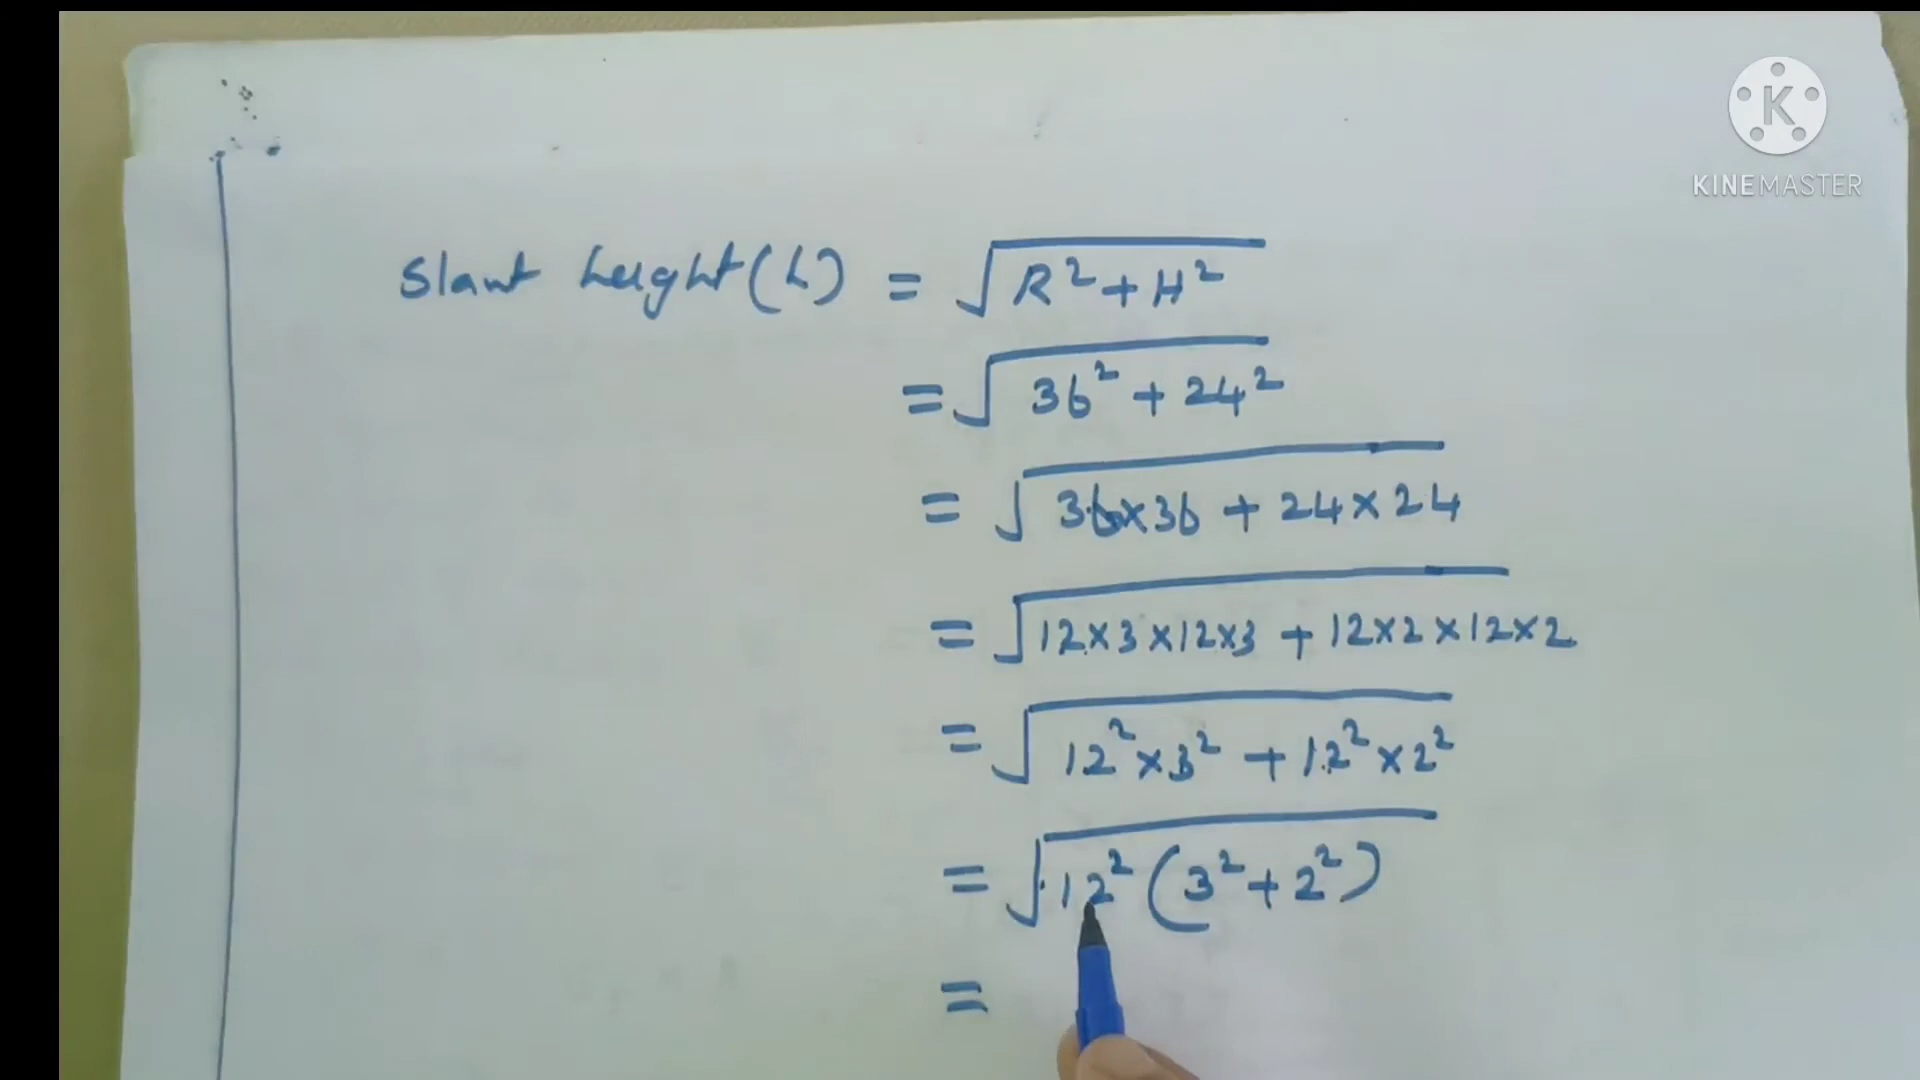 K
KINEMASTER
Slant height (L) = √R² + H²
= √36² + 24²
= √36×36 + 24×24
= √12×3×12×3 + 12×2×12×2
= √12²×3² + 12²×2²
= √12²(3²+2²)
=